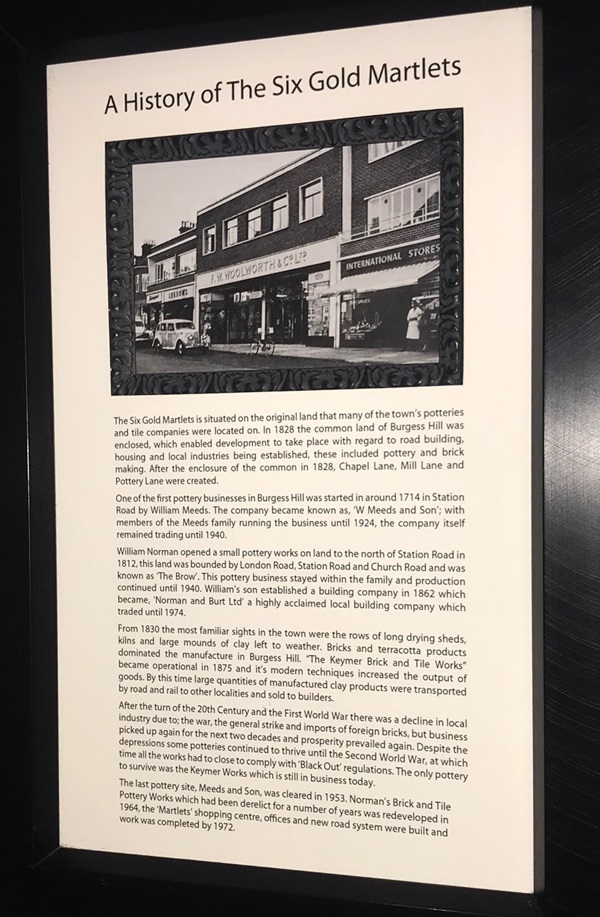 A History of The Six Gold Martlets
LEESON'S
F. W. WOOLWORTH & CO. LTD
INTERNATIONAL STORES
The Six Gold Martlets is situated on the original land that many of the town's potteries
and tile companies were located on. In 1828 the common land of Burgess Hill was
enclosed, which enabled development to take place with regard to road building,
housing and local industries being established, these included pottery and brick
making. After the enclosure of the common in 1828, Chapel Lane, Mill Lane and
Pottery Lane were created.
One of the first pottery businesses in Burgess Hill was started in around 1714 in Station
Road by William Meeds. The company became known as, 'W Meeds and Son'; with
members of the Meeds family running the business until 1924, the company itself
remained trading until 1940.
William Norman opened a small pottery works on land to the north of Station Road in
1812, this land was bounded by London Road, Station Road and Church Road and was
known as 'The Brow'. This pottery business stayed within the family and production
continued until 1940. William's son established a building company in 1862 which
became, 'Norman and Burt Ltd' a highly acclaimed local building company which
traded until 1974.
From 1830 the most familiar sights in the town were the rows of long drying sheds,
kilns and large mounds of clay left to weather. Bricks and terracotta products
dominated the manufacture in Burgess Hill. "The Keymer Brick and Tile Works"
became operational in 1875 and it's modern techniques increased the output of
goods. By this time large quantities of manufactured clay products were transported
by road and rail to other localities and sold to builders.
After the turn of the 20th Century and the First World War there was a decline in local
industry due to; the war, the general strike and imports of foreign bricks, but business
picked up again for the next two decades and prosperity prevailed again. Despite the
depressions some potteries continued to thrive until the Second World War, at which
time all the works had to close to comply with 'Black Out' regulations. The only pottery
to survive was the Keymer Works which is still in business today.
The last pottery site, Meeds and Son, was cleared in 1953. Norman's Brick and Tile
Pottery Works which had been derelict for a number of years was redeveloped in
1964, the 'Martlets' shopping centre, offices and new road system were built and
work was completed by 1972.